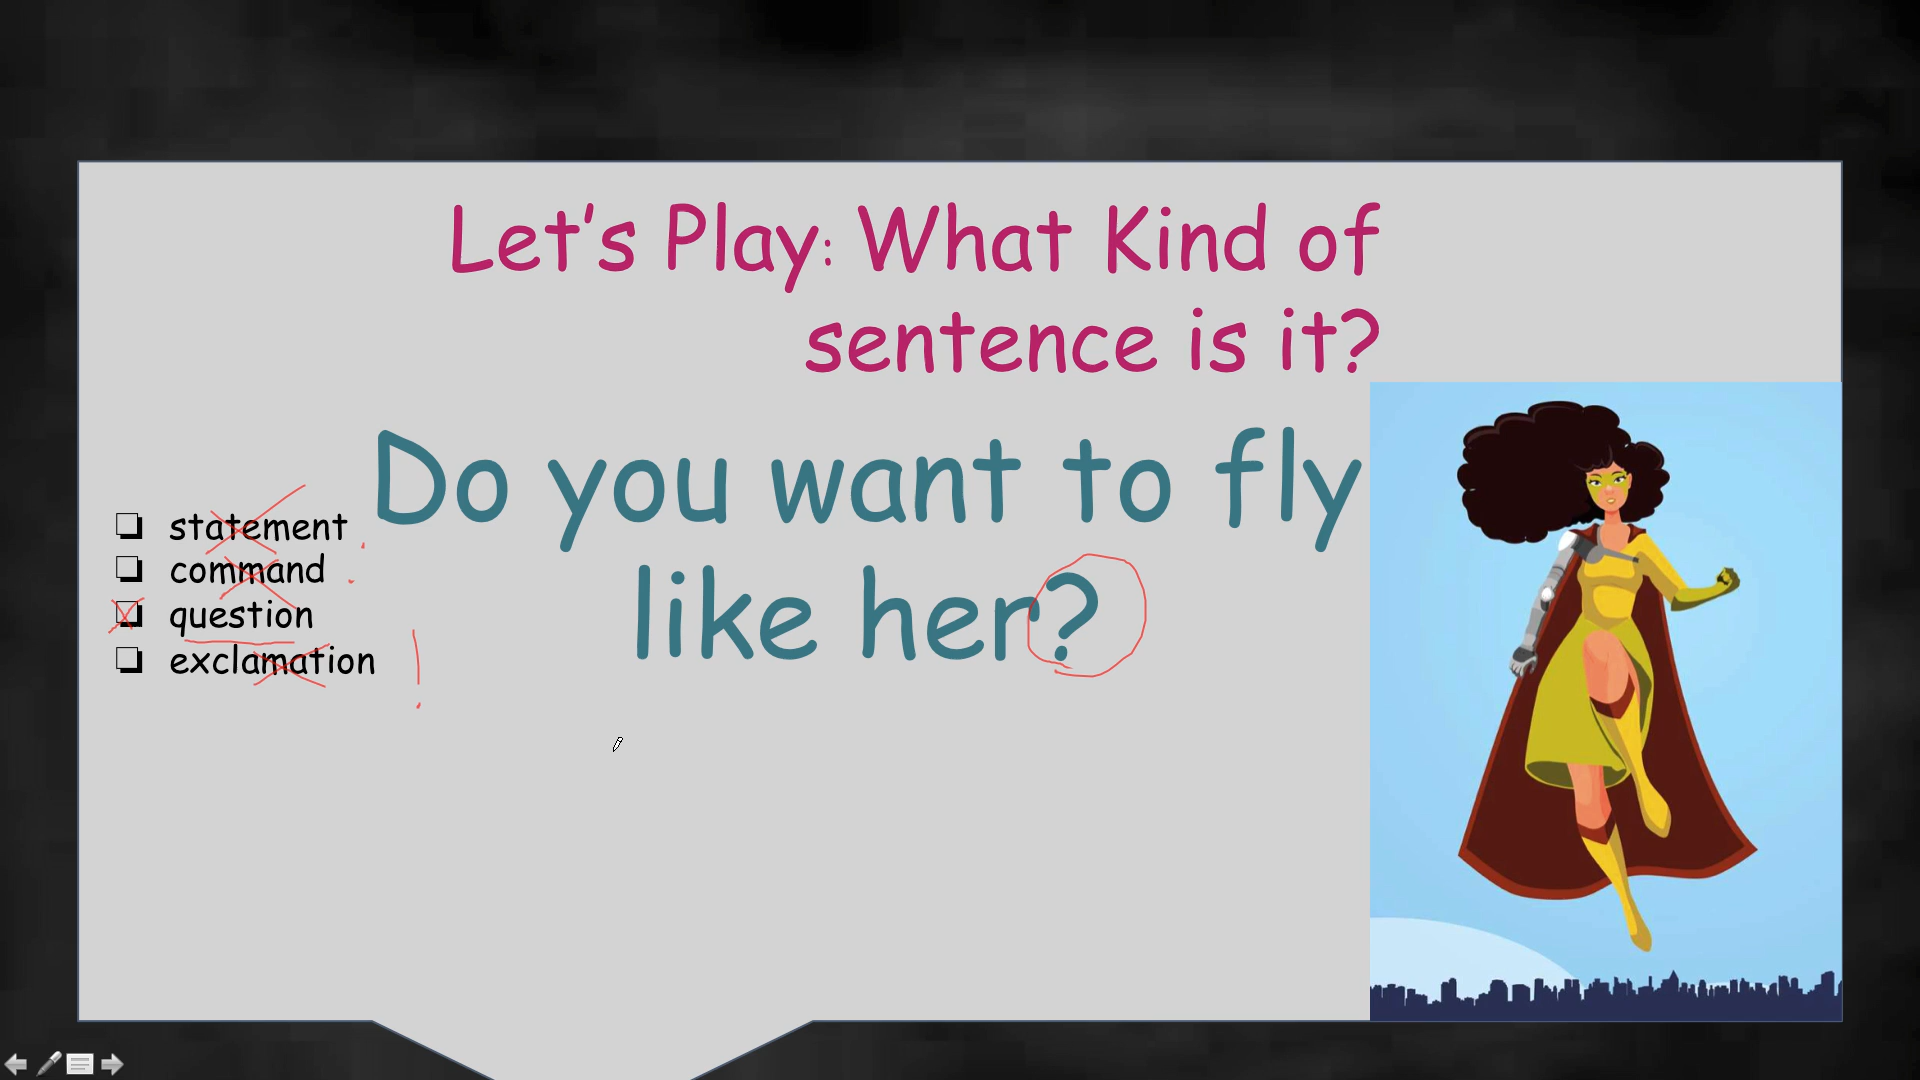 Let's Play: What Kind of
sentence is it?
Do you want to fly
like her?
❏ statement .
❏ command .
❏ question
❏ exclamation !